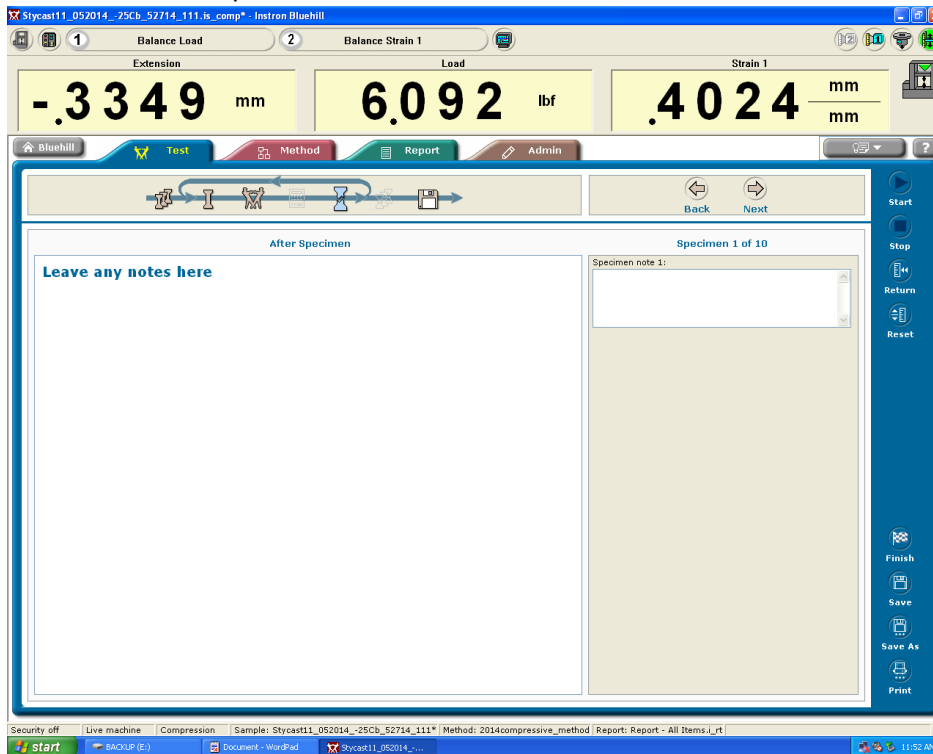 Stycast11_052014_-25Cb_52714_111.is_comp* - Instron Bluehill
1 Balance Load 2 Balance Strain 1
Extension Load Strain 1
-.3349 mm 6.092 lbf .4024 mm
mm
Bluehill Test Method Report Admin ?
Back Next
Start
After Specimen Specimen 1 of 10
Stop
Leave any notes here
Specimen note 1:
Return
Reset
Finish
Save
Save As
Print
Security off Live machine Compression Sample: Stycast11_052014_-25Cb_52714_111* Method: 2014compressive_method Report: Report - All Items.i_rt
start BACKUP (E:) Document - WordPad Stycast11_052014_-... 11:52 AM